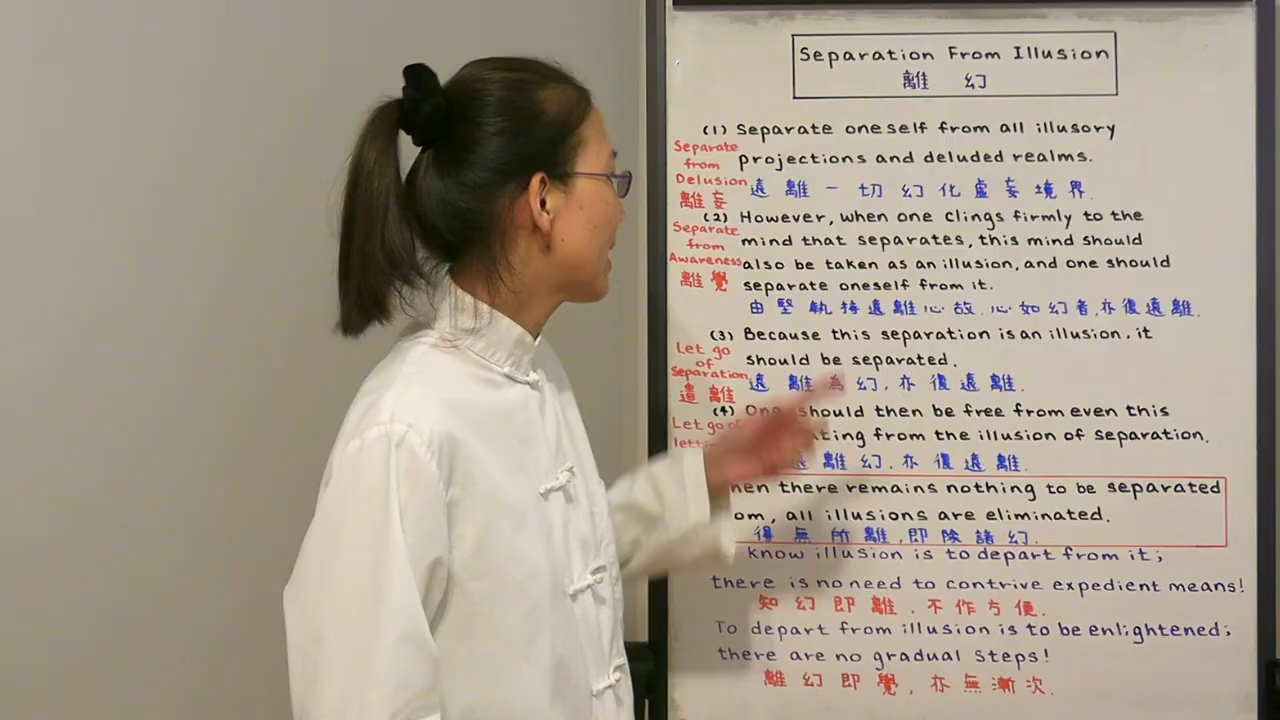 Separation From Illusion
離 幻
(1) Separate oneself from all illusory
projections and deluded realms.
Separate
from
Delusion
離妄
遠離一切幻化虛妄境界.
(2) However, when one clings firmly to the
mind that separates, this mind should
also be taken as an illusion, and one should
separate oneself from it.
Separate
from
Awareness
離覺
由堅執持遠離心故.心如幻者,亦復遠離.
(3) Because this separation is an illusion, it
should be separated.
Let go
of
Separation
遣離
遠離為幻,亦復遠離.
(4) One should then be free from even this
from the illusion of separation.
Let go of
離幻,亦復遠離.
there remains nothing to be separated
all illusions are eliminated.
得無所離,即除諸幻.
know illusion is to depart from it;
there is no need to contrive expedient means!
知幻即離,不作方便.
To depart from illusion is to be enlightened;
there are no gradual steps!
離幻即覺,亦無漸次.